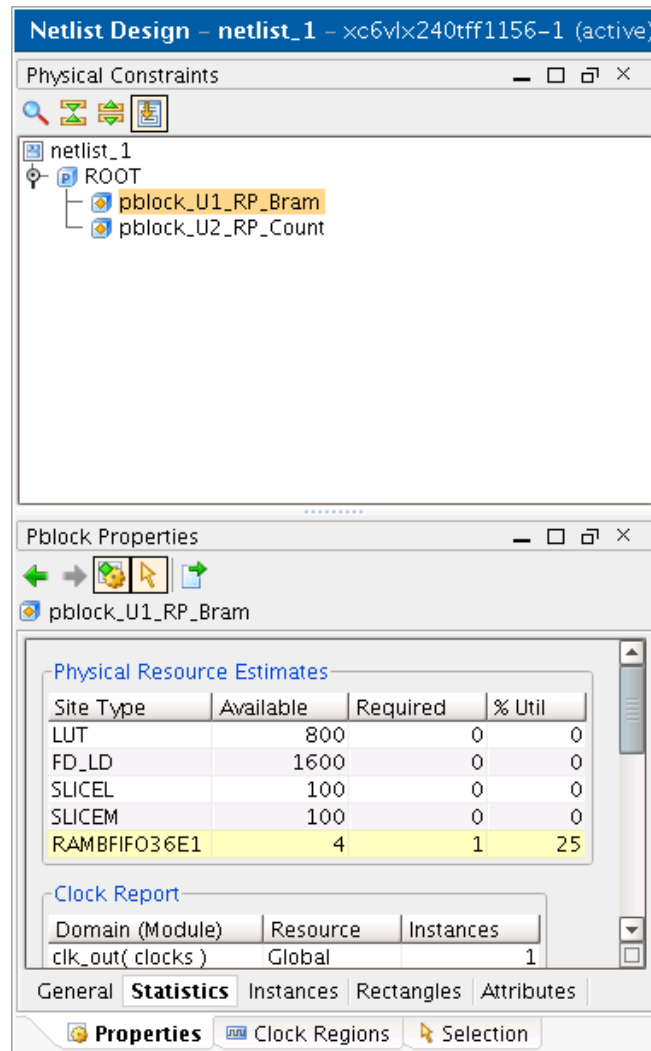 Netlist Design – netlist_1 – xc6vlx240tff1156-1 (active)
Physical Constraints
netlist_1
ROOT
pblock_U1_RP_Bram
pblock_U2_RP_Count
Pblock Properties
pblock_U1_RP_Bram
Physical Resource Estimates
Site Type Available Required % Util
LUT 800 0 0
FD_LD 1600 0 0
SLICEL 100 0 0
SLICEM 100 0 0
RAMBFIFO36E1 4 1 25
Clock Report
Domain (Module) Resource Instances
clk_out( clocks ) Global 1
General Statistics Instances Rectangles Attributes
Properties Clock Regions Selection